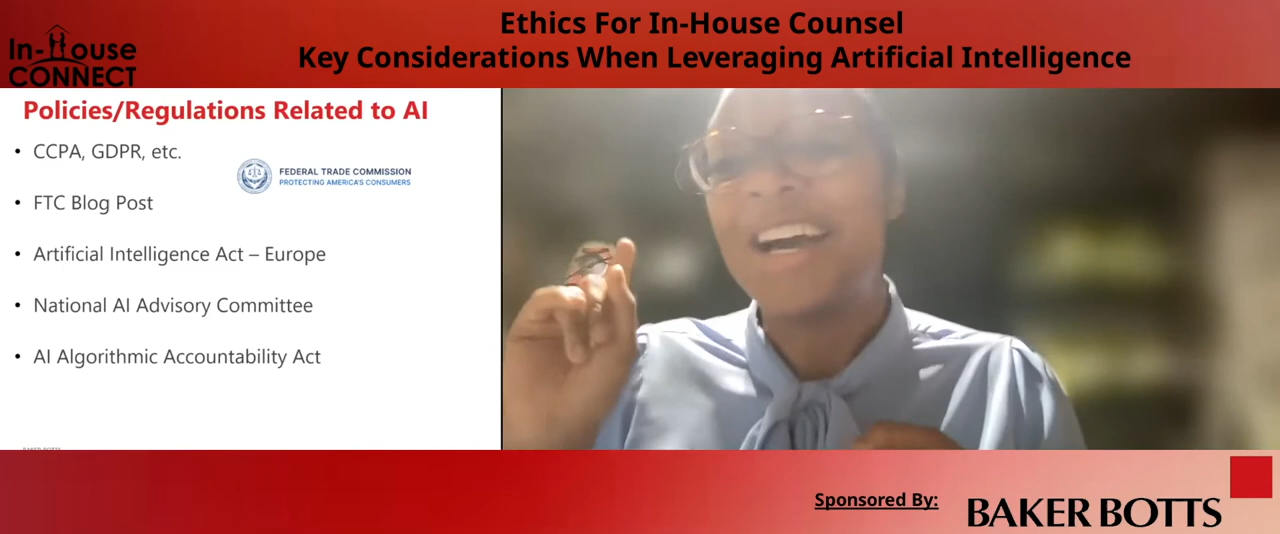 Ethics For In-House Counsel
Key Considerations When Leveraging Artificial Intelligence
In-House
CONNECT
Policies/Regulations Related to AI
• CCPA, GDPR, etc.
FEDERAL TRADE COMMISSION
PROTECTING AMERICA'S CONSUMERS
• FTC Blog Post
• Artificial Intelligence Act – Europe
• National AI Advisory Committee
• AI Algorithmic Accountability Act
BAKER BOTTS
Sponsored By:
BAKER BOTTS